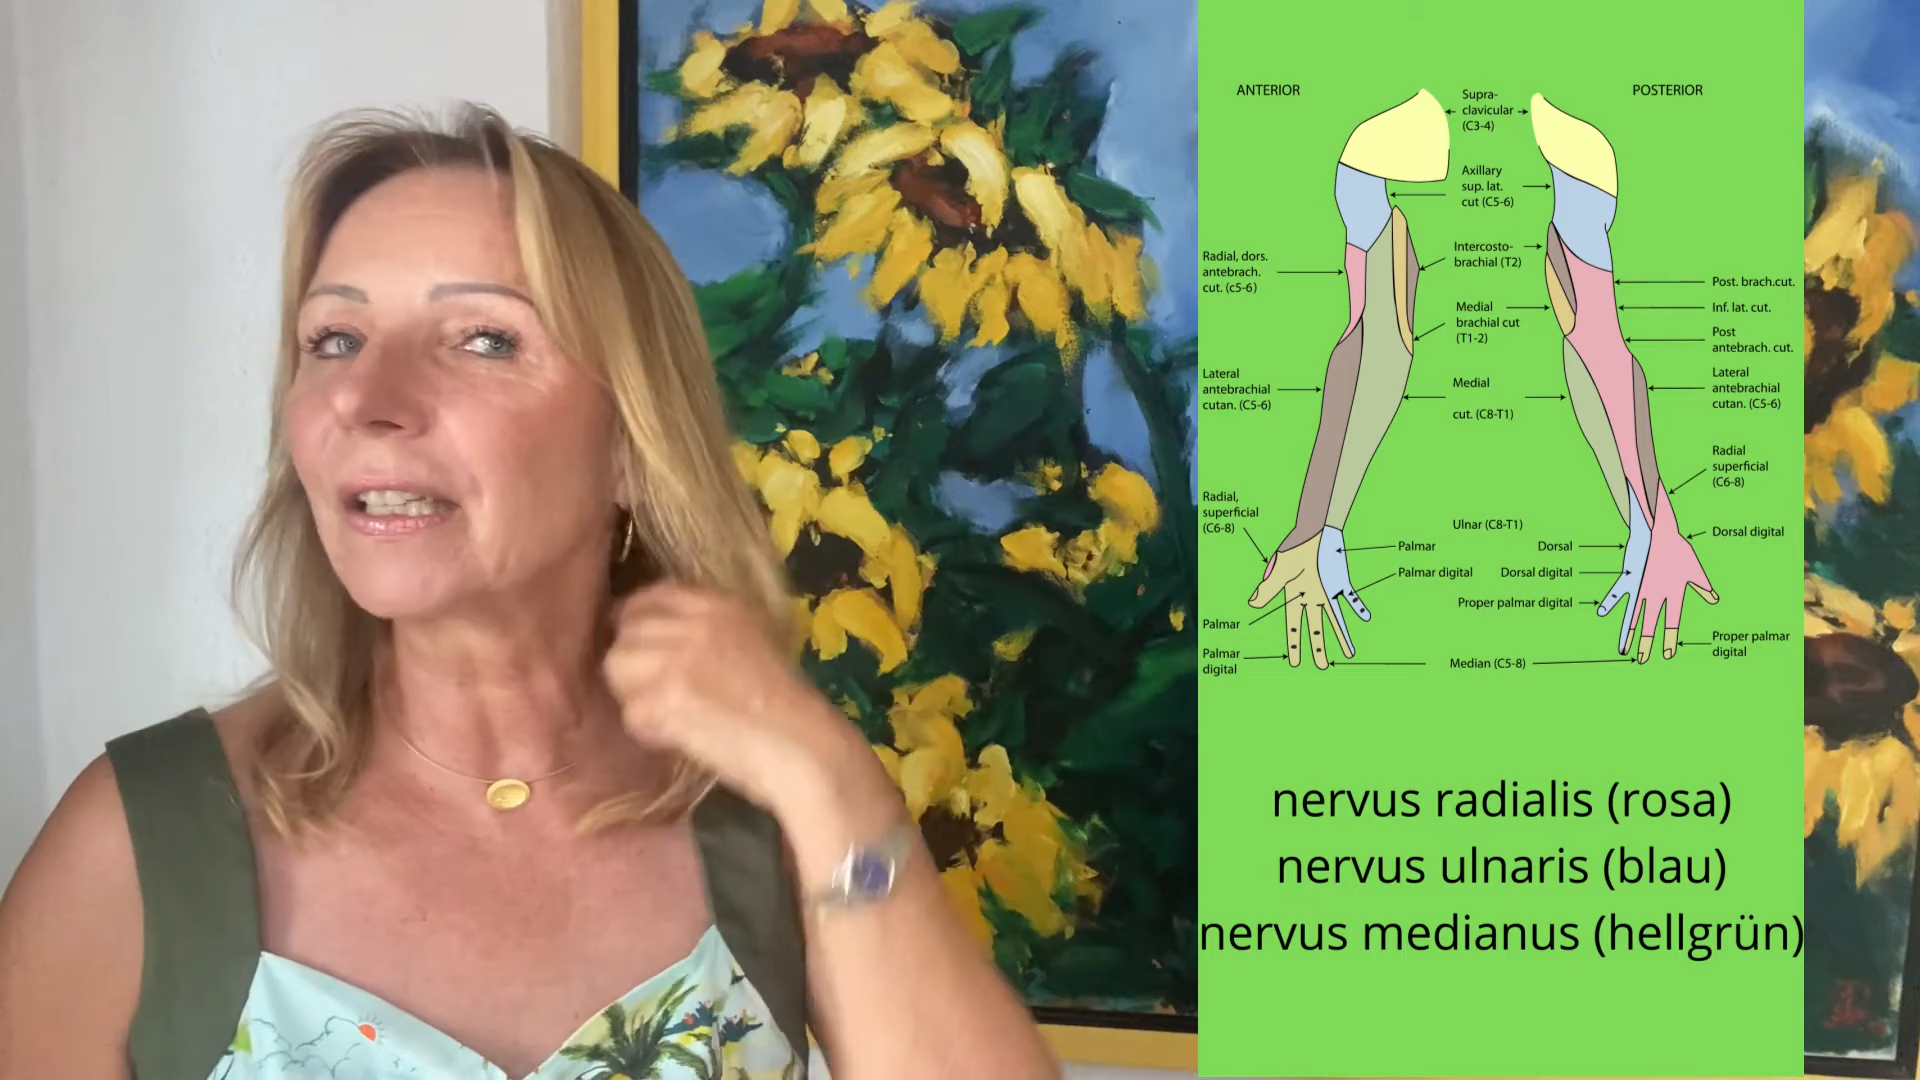 ANTERIOR
POSTERIOR
Supra-
clavicular
(C3-4)
Axillary
sup. lat.
cut (C5-6)
Intercosto-
brachial (T2)
Radial, dors.
antebrach.
cut. (c5-6)
Post. brach.cut.
Inf. lat. cut.
Medial
brachial cut
(T1-2)
Post
antebrach. cut.
Lateral
antebrachial
cutan. (C5-6)
Medial
cut. (C8-T1)
Lateral
antebrachial
cutan. (C5-6)
Radial
superficial
(C6-8)
Radial,
superficial
(C6-8)
Ulnar (C8-T1)
Palmar
Dorsal
Dorsal digital
Palmar digital
Dorsal digital
Proper palmar digital
Palmar
Palmar
digital
Median (C5-8)
Proper palmar
digital
nervus radialis (rosa)
nervus ulnaris (blau)
nervus medianus (hellgrün)